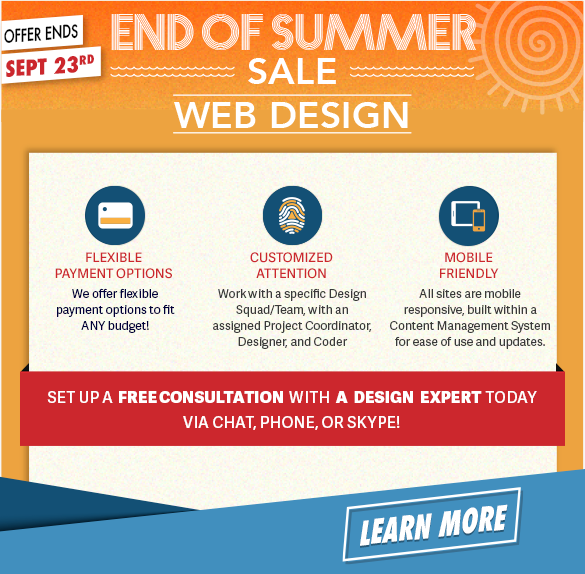 OFFER ENDS
SEPT 23RD
END OF SUMMER
SALE
WEB DESIGN
FLEXIBLE
PAYMENT OPTIONS
We offer flexible
payment options to fit
ANY budget!
CUSTOMIZED
ATTENTION
Work with a specific Design
Squad/Team, with an
assigned Project Coordinator,
Designer, and Coder
MOBILE
FRIENDLY
All sites are mobile
responsive, built within a
Content Management System
for ease of use and updates.
SET UP A FREE CONSULTATION WITH A DESIGN EXPERT TODAY
VIA CHAT, PHONE, OR SKYPE!
LEARN MORE